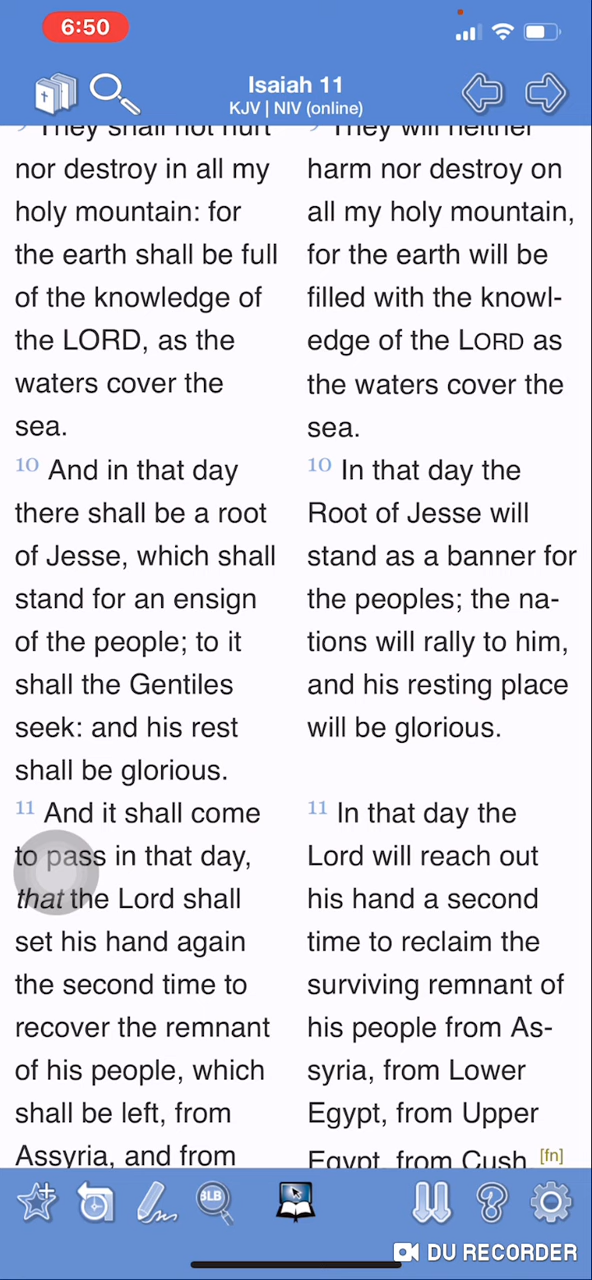 6:50
Isaiah 11
KJV | NIV (online)
9 They shall not hurt
nor destroy in all my
holy mountain: for
the earth shall be full
of the knowledge of
the LORD, as the
waters cover the
sea.
10 And in that day
there shall be a root
of Jesse, which shall
stand for an ensign
of the people; to it
shall the Gentiles
seek: and his rest
shall be glorious.
11 And it shall come
to pass in that day,
that the Lord shall
set his hand again
the second time to
recover the remnant
of his people, which
shall be left, from
Assyria, and from
9 They will neither
harm nor destroy on
all my holy mountain,
for the earth will be
filled with the knowl-
edge of the LORD as
the waters cover the
sea.
10 In that day the
Root of Jesse will
stand as a banner for
the peoples; the na-
tions will rally to him,
and his resting place
will be glorious.
11 In that day the
Lord will reach out
his hand a second
time to reclaim the
surviving remnant of
his people from As-
syria, from Lower
Egypt, from Upper
Egypt, from Cush, [fn]
BLB
DU RECORDER